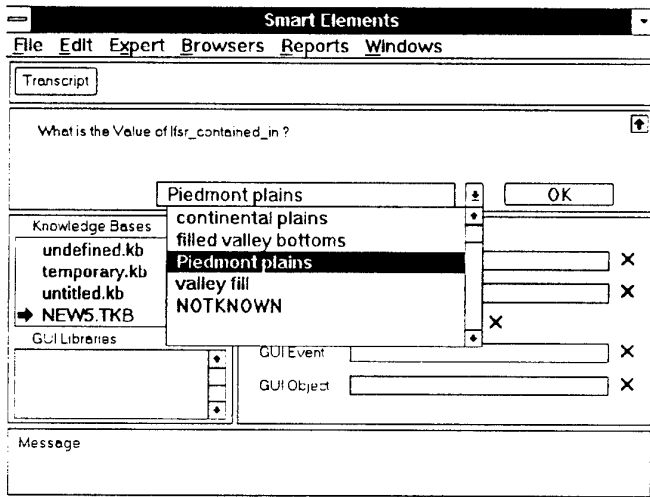 Smart Elements
File Edit Expert Browsers Reports Windows
Transcript
What is the Value of lfsr_contained_in ?
Piedmont plains
OK
continental plains
filled valley bottoms
Piedmont plains
valley fill
NOTKNOWN
Knowledge Bases
undefined.kb
temporary.kb
untitled.kb
NEW5.TKB
GUI Libraries
GUI Event
GUI Object
Message